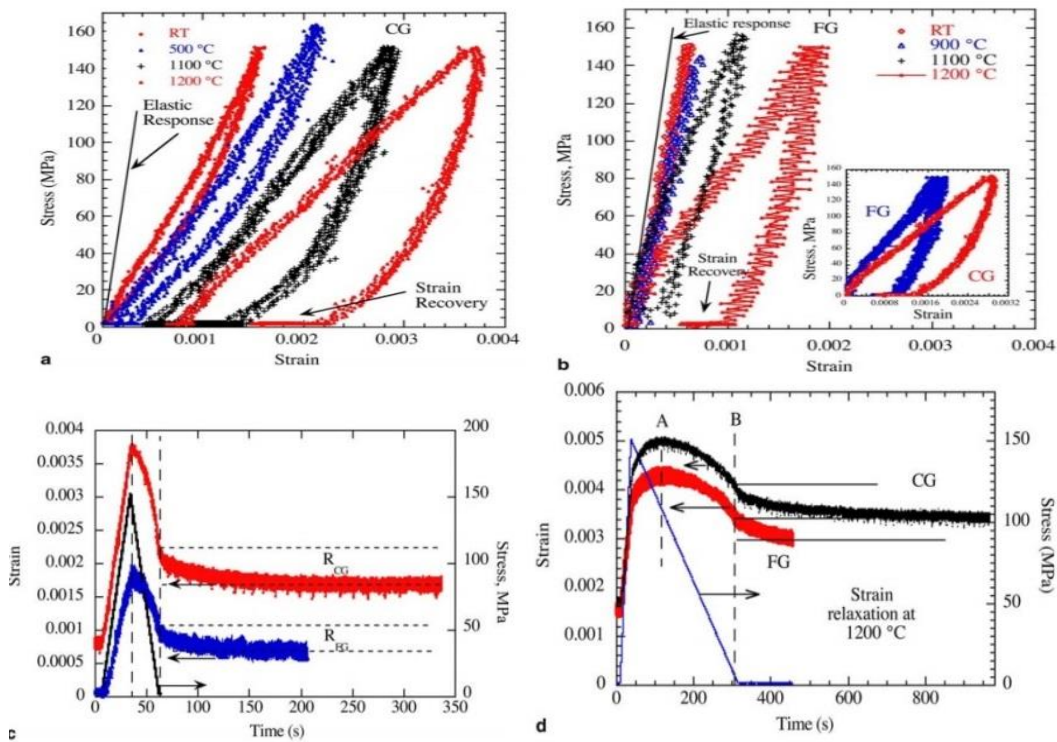 a
160
140
120
100
80
60
40
20
0
Stress (MPa)
RT
500 °C
1100 °C
1200 °C
CG
Elastic
Response
Strain
Recovery
0
0.001
0.002
0.003
0.004
Strain
b
160
140
120
100
80
60
40
20
0
Stress, MPa
Elastic response
FG
RT
900 °C
1100 °C
1200 °C
Strain
Recovery
160
140
120
100
80
60
40
20
0
Stress, MPa
FG
CG
0
0.0008
0.0016
0.0024
0.0032
Strain
0
0.001
0.002
0.003
0.004
Strain
c
0.004
0.0035
0.003
0.0025
0.002
0.0015
0.001
0.0005
0
Strain
200
150
100
50
0
Stress, MPa
R CG
R FG
0
50
100
150
200
250
300
350
Time (s)
d
0.006
0.005
0.004
0.003
0.002
0.001
0
Strain
A
B
CG
FG
Strain
relaxation at
1200 °C
150
100
50
0
Stress (MPa)
0
200
400
600
800
Time (s)